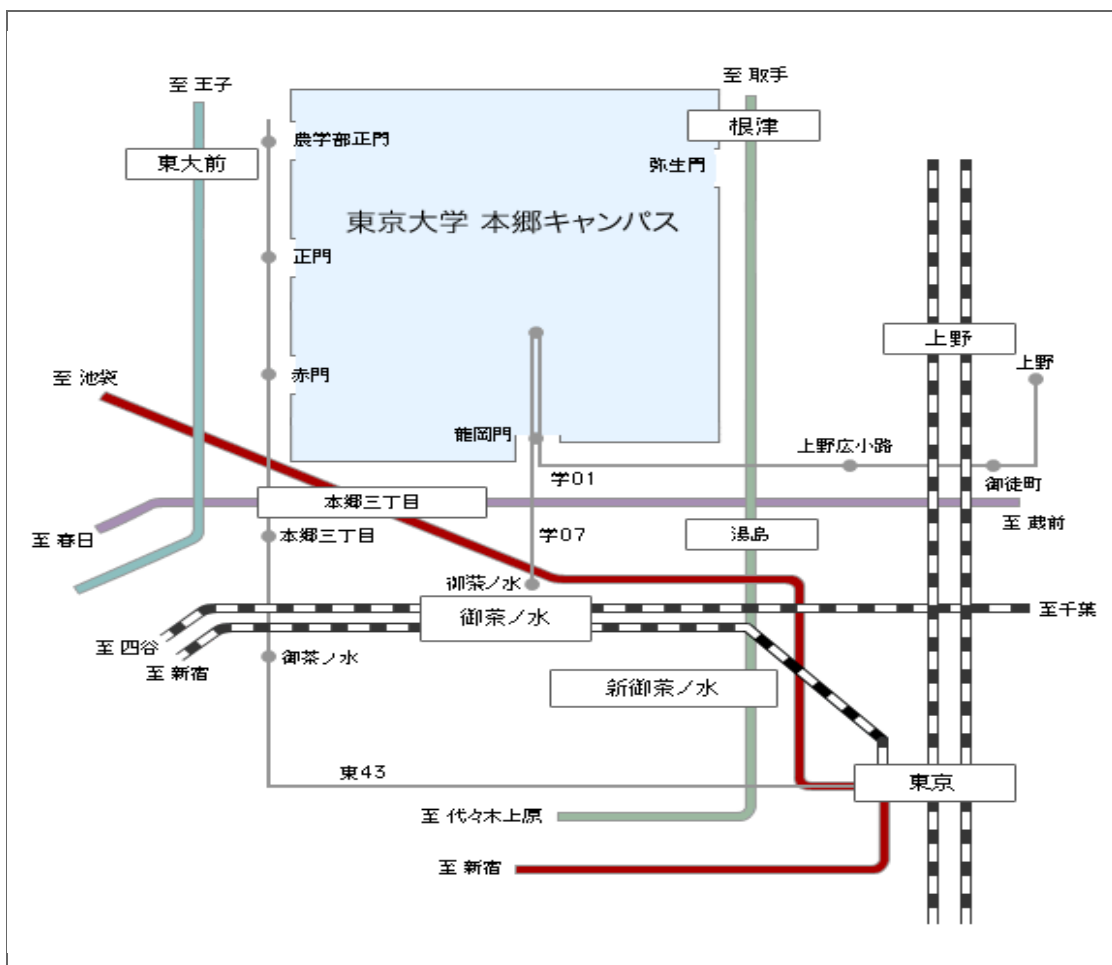 至 王子
至 取手
農学部正門
根津
東大前
弥生門
東京大学 本郷キャンパス
正門
上野
上野
至 池袋
赤門
龍岡門
上野広小路
学01
御徒町
本郷三丁目
至 蔵前
至 春日
本郷三丁目
学07
湯島
御茶ノ水
御茶ノ水
至千葉
至 四谷
至 新宿
御茶ノ水
新御茶ノ水
東43
東京
至 代々木上原
至 新宿